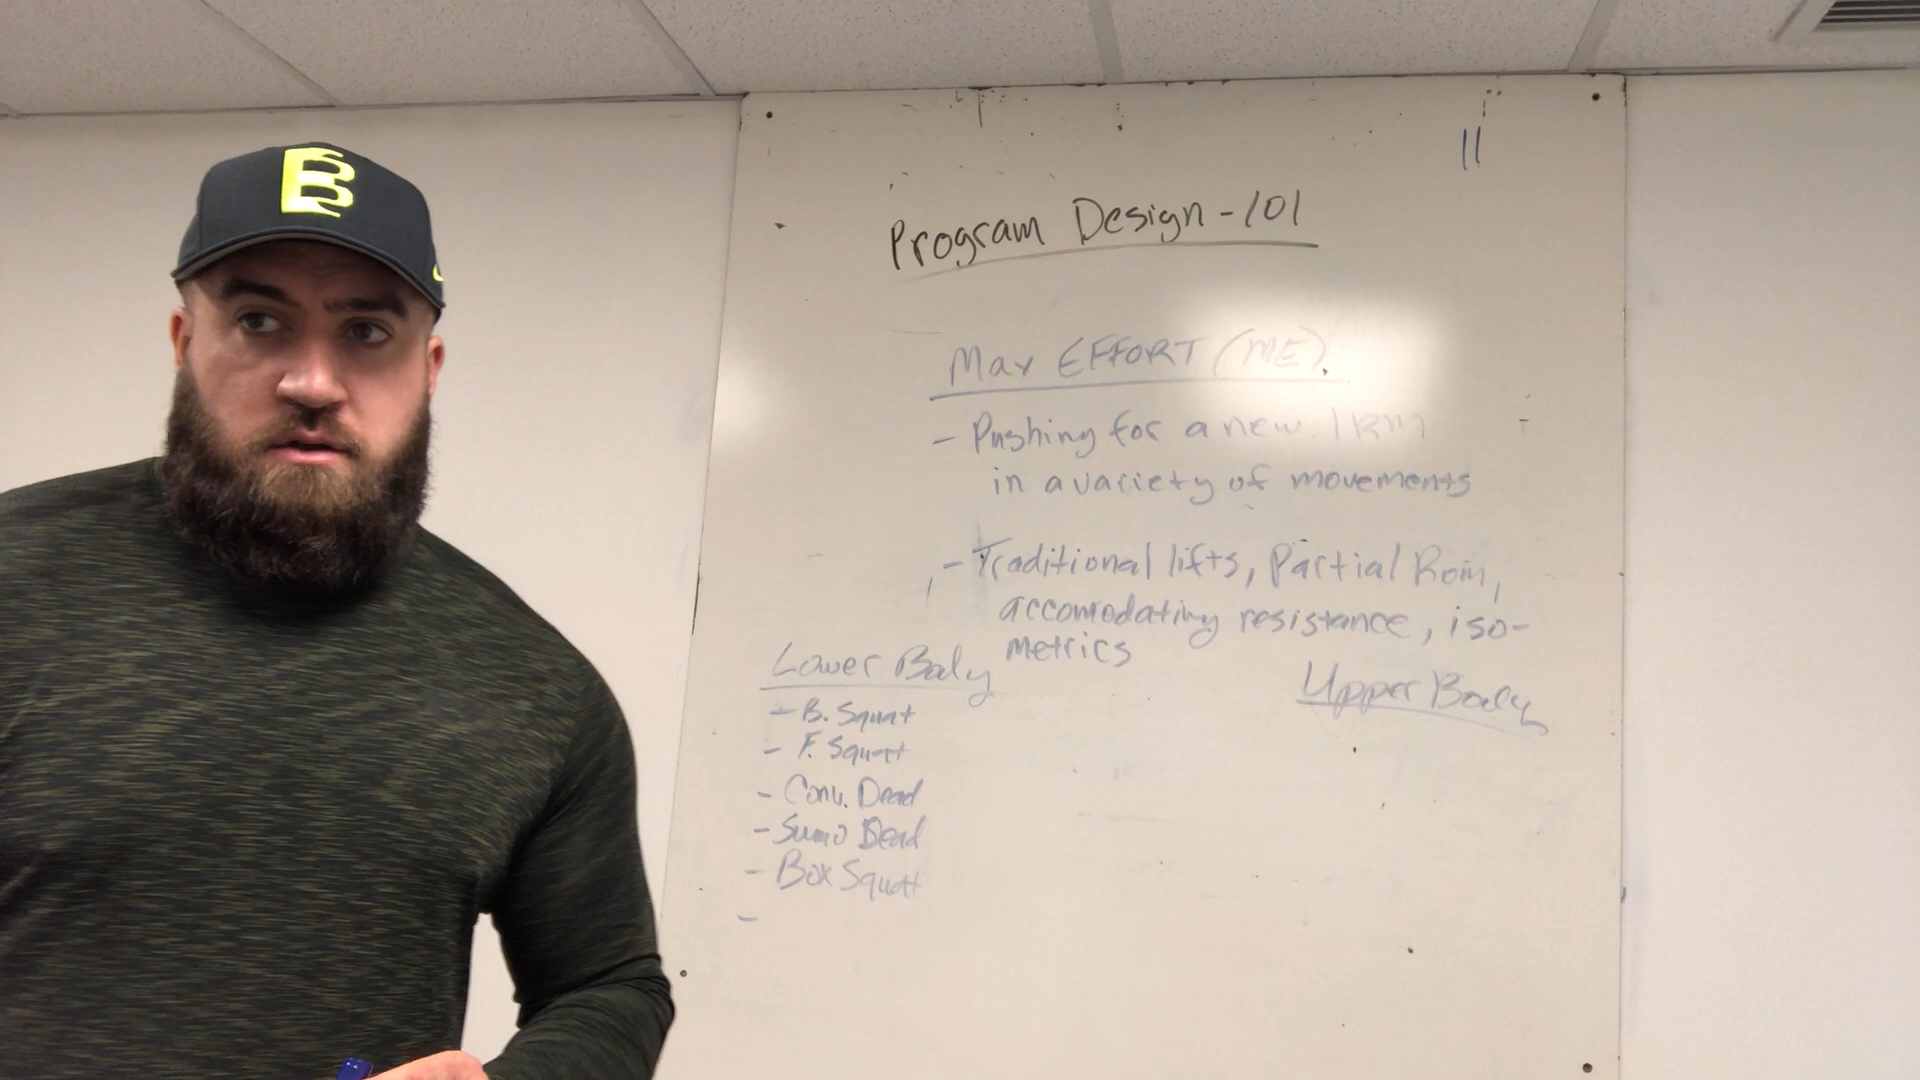 Program Design - 101
Max EFFORT (ME)
- Pushing for a new 1RM
in a variety of movements
- Traditional lifts, Partial Rom,
accomodating resistance, iso-
metrics
Lower Body
- B. Squat
- F. Squat
- Conv. Dead
- Sumo Dead
- Box Squat
-
Upper Body